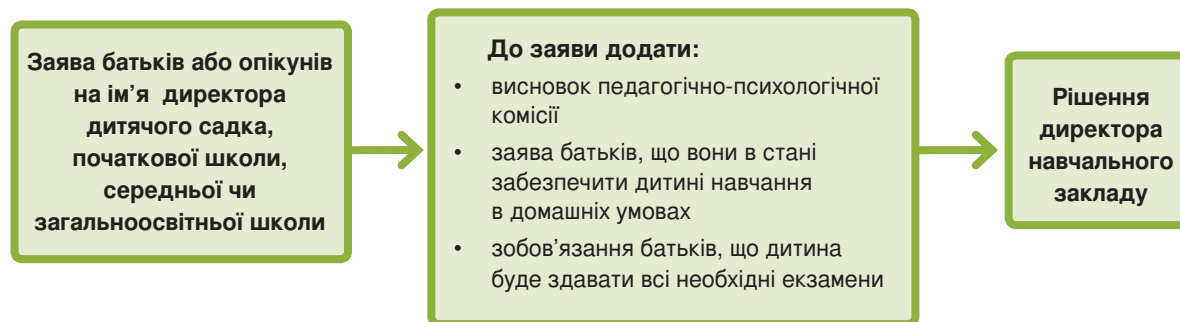 Заява батьків або опікунів
на ім’я директора
дитячого садка,
початкової школи,
середньої чи
загальноосвітньої школи
До заяви додати:
• висновок педагогічно-психологічної
комісії
• заява батьків, що вони в стані
забезпечити дитині навчання
в домашніх умовах
• зобов’язання батьків, що дитина
буде здавати всі необхідні екзамени
Рішення
директора
навчального
закладу